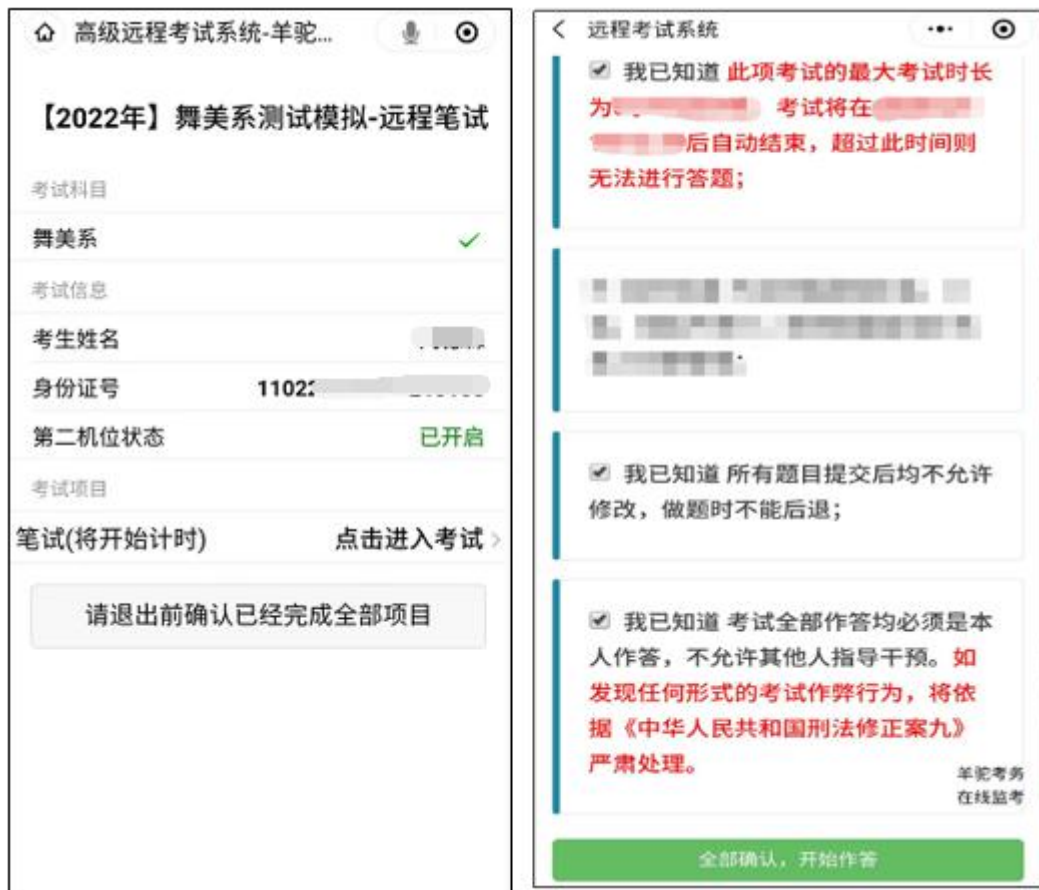 高级远程考试系统-羊驼...
【2022年】舞美系测试模拟-远程笔试
考试科目
舞美系
考试信息
考生姓名
身份证号 1102
第二机位状态 已开启
考试项目
笔试(将开始计时) 点击进入考试
请退出前确认已经完成全部项目
远程考试系统
我已知道 此项考试的最大考试时长
为 考试将在
后自动结束，超过此时间则
无法进行答题；
我已知道 所有题目提交后均不允许
修改，做题时不能后退；
我已知道 考试全部作答均必须是本
人作答，不允许其他人指导干预。如
发现任何形式的考试作弊行为，将依
据《中华人民共和国刑法修正案九》
严肃处理。
羊驼考务
在线监考
全部确认，开始作答